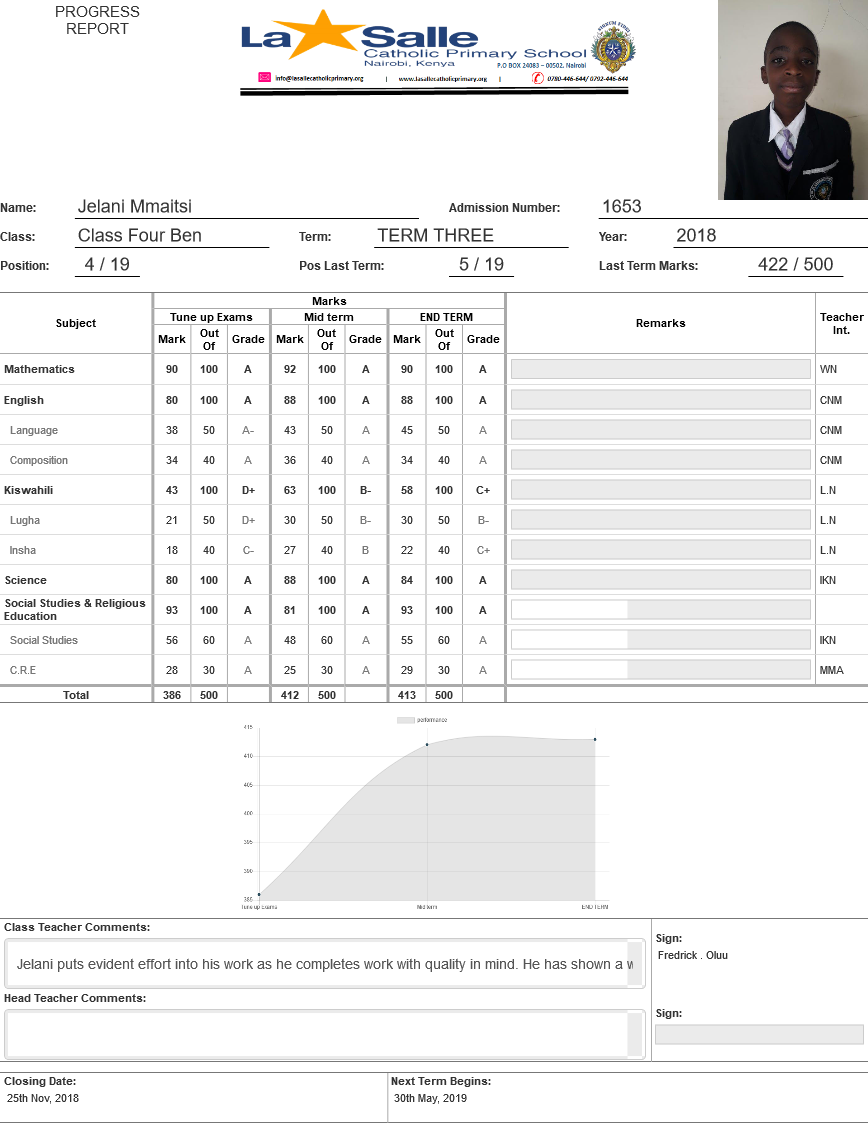 PROGRESS
REPORT
La Salle
Catholic Primary School
Nairobi, Kenya
P.O BOX 24083 – 00502, Nairobi
info@lasallecatholicprimary.org | www.lasallecatholicprimary.org | 0780-446-644/ 0792-446-644
Name: Jelani Mmaitsi Admission Number: 1653
Class: Class Four Ben Term: TERM THREE Year: 2018
Position: 4 / 19 Pos Last Term: 5 / 19 Last Term Marks: 422 / 500
Subject Marks Remarks Teacher Int.
Tune up Exams Mid term END TERM
Mark Out Of Grade Mark Out Of Grade Mark Out Of Grade
Mathematics 90 100 A 92 100 A 90 100 A WN
English 80 100 A 88 100 A 88 100 A CNM
Language 38 50 A- 43 50 A 45 50 A CNM
Composition 34 40 A 36 40 A 34 40 A CNM
Kiswahili 43 100 D+ 63 100 B- 58 100 C+ L.N
Lugha 21 50 D+ 30 50 B- 30 50 B- L.N
Insha 18 40 C- 27 40 B 22 40 C+ L.N
Science 80 100 A 88 100 A 84 100 A IKN
Social Studies & Religious
Education 93 100 A 81 100 A 93 100 A
Social Studies 56 60 A 48 60 A 55 60 A IKN
C.R.E 28 30 A 25 30 A 29 30 A MMA
Total 386 500 412 500 413 500
performance
415
410
405
400
395
390
385
Tune up Exams Mid term END TERM
Class Teacher Comments:
Sign:
Fredrick . Oluu
Jelani puts evident effort into his work as he completes work with quality in mind. He has shown a
Head Teacher Comments:
Sign:
Closing Date: Next Term Begins:
25th Nov, 2018 30th May, 2019